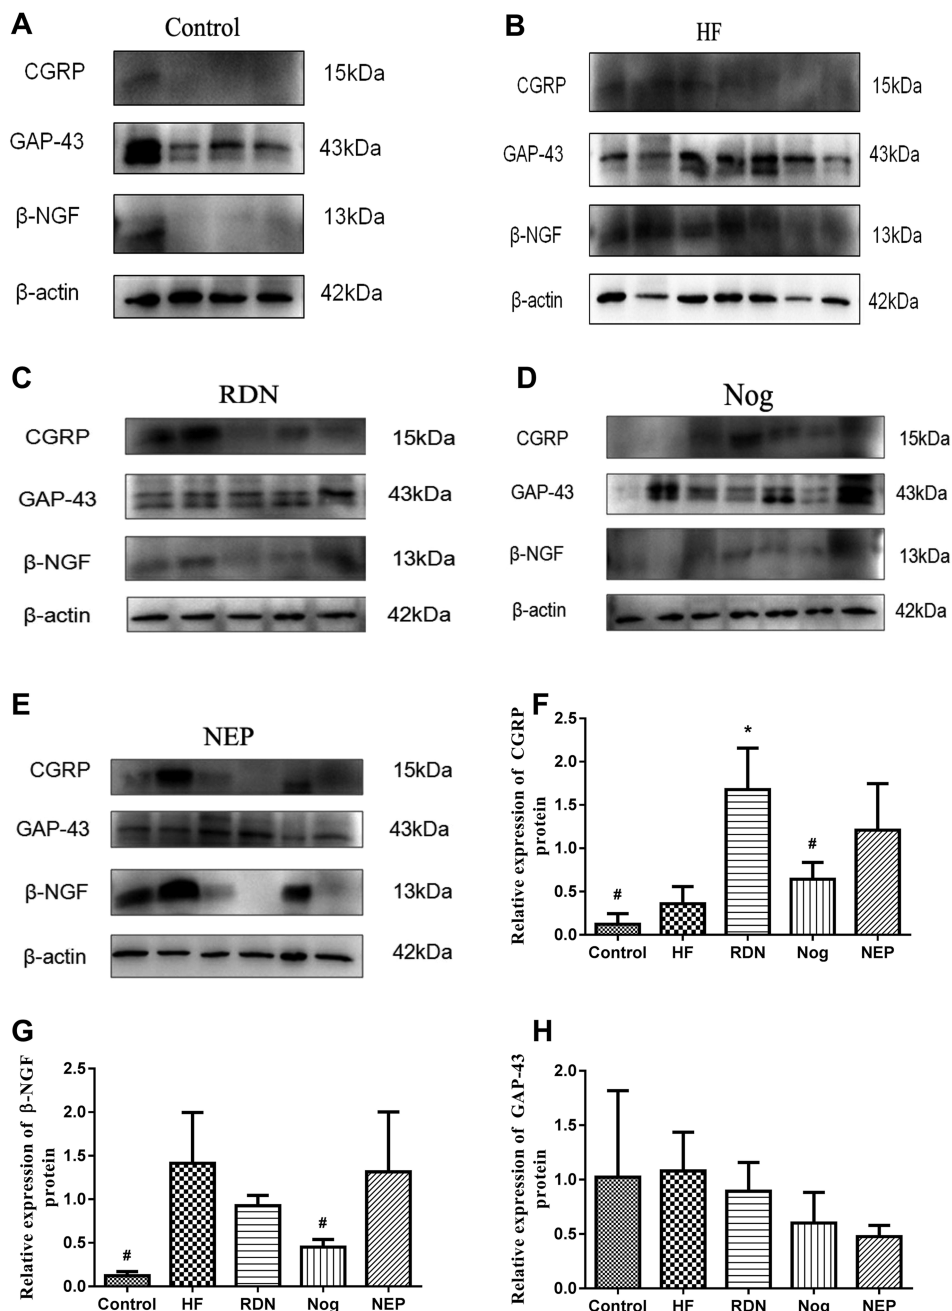 A
Control
CGRP 15kDa
GAP-43 43kDa
β-NGF 13kDa
β-actin 42kDa
B
HF
CGRP 15kDa
GAP-43 43kDa
β-NGF 13kDa
β-actin 42kDa
C
RDN
CGRP 15kDa
GAP-43 43kDa
β-NGF 13kDa
β-actin 42kDa
D
Nog
CGRP 15kDa
GAP-43 43kDa
β-NGF 13kDa
β-actin 42kDa
E
NEP
CGRP 15kDa
GAP-43 43kDa
β-NGF 13kDa
β-actin 42kDa
F
Relative expression of CGRP
protein
2.5
2.0
1.5
1.0
0.5
0.0
# * #
Control HF RDN Nog NEP
G
Relative expression of β-NGF
protein
2.5
2.0
1.5
1.0
0.5
0.0
# #
Control HF RDN Nog NEP
H
Relative expression of GAP-43
protein
2.0
1.5
1.0
0.5
0.0
Control HF RDN Nog NEP